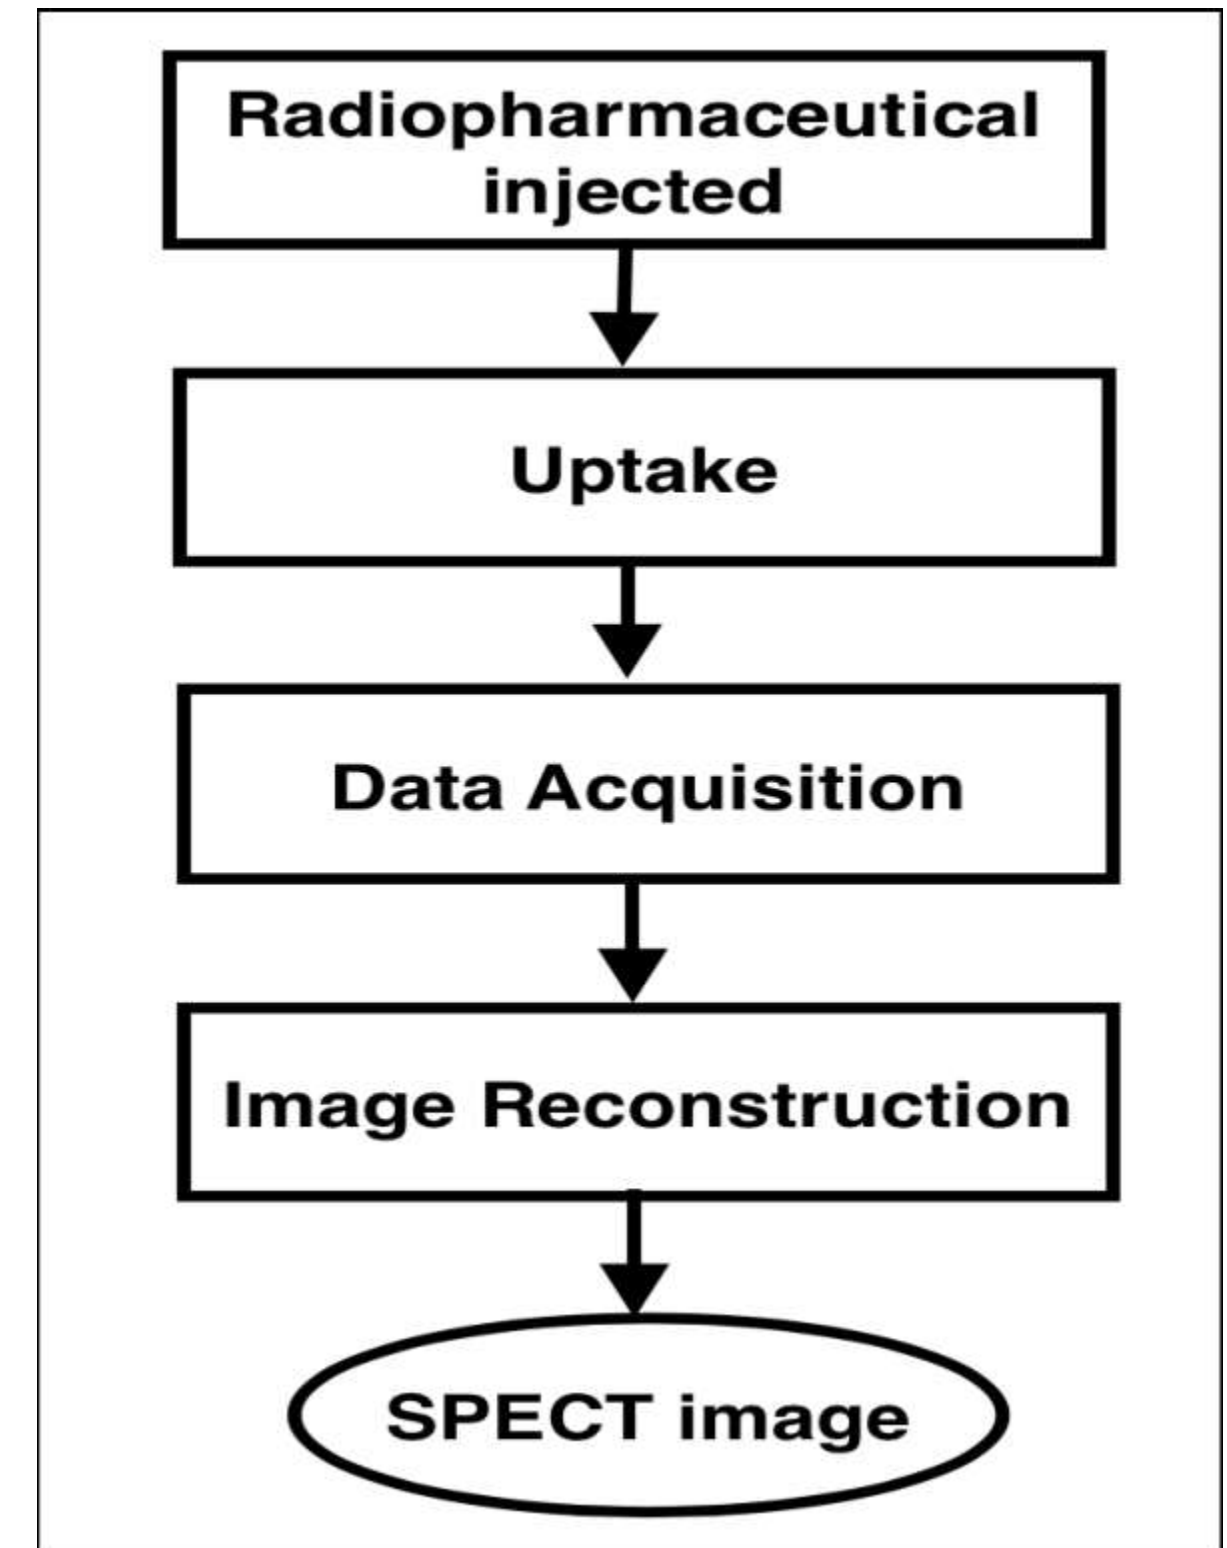 Radiopharmaceutical
injected
Uptake
Data Acquisition
Image Reconstruction
SPECT image